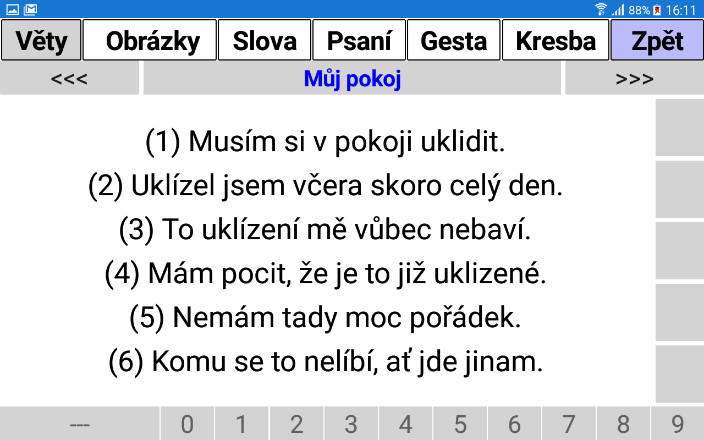 88% 16:11
Věty Obrázky Slova Psaní Gesta Kresba Zpět
<<< Můj pokoj >>>
(1) Musím si v pokoji uklidit.
(2) Uklízel jsem včera skoro celý den.
(3) To uklízení mě vůbec nebaví.
(4) Mám pocit, že je to již uklizené.
(5) Nemám tady moc pořádek.
(6) Komu se to nelíbí, ať jde jinam.
--- 0 1 2 3 4 5 6 7 8 9